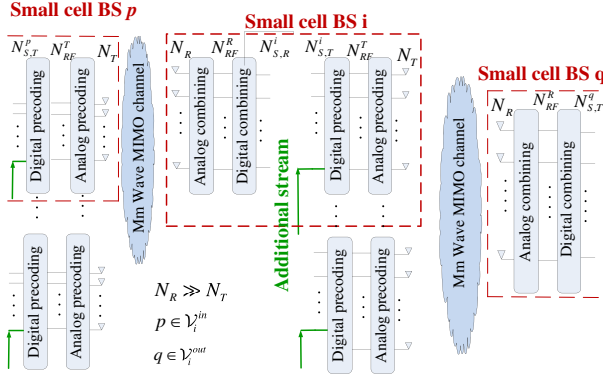 Small cell BS p
N^p_{S,T} N^T_{RF} N_T
Digital precoding
Analog precoding
Digital precoding
Analog precoding
Mm Wave MIMO channel
Small cell BS i
N_R N^R_{RF} N^i_{S,R} N^i_{S,T} N^T_{RF} N_T
Analog combining
Digital combining
Digital precoding
Analog precoding
Additional stream
Digital precoding
Analog precoding
N_R ≫ N_T
p ∈ V_i^{in}
q ∈ V_i^{out}
Mm Wave MIMO channel
Small cell BS q
N_R N^R_{RF} N^q_{S,T}
Analog combining
Digital combining